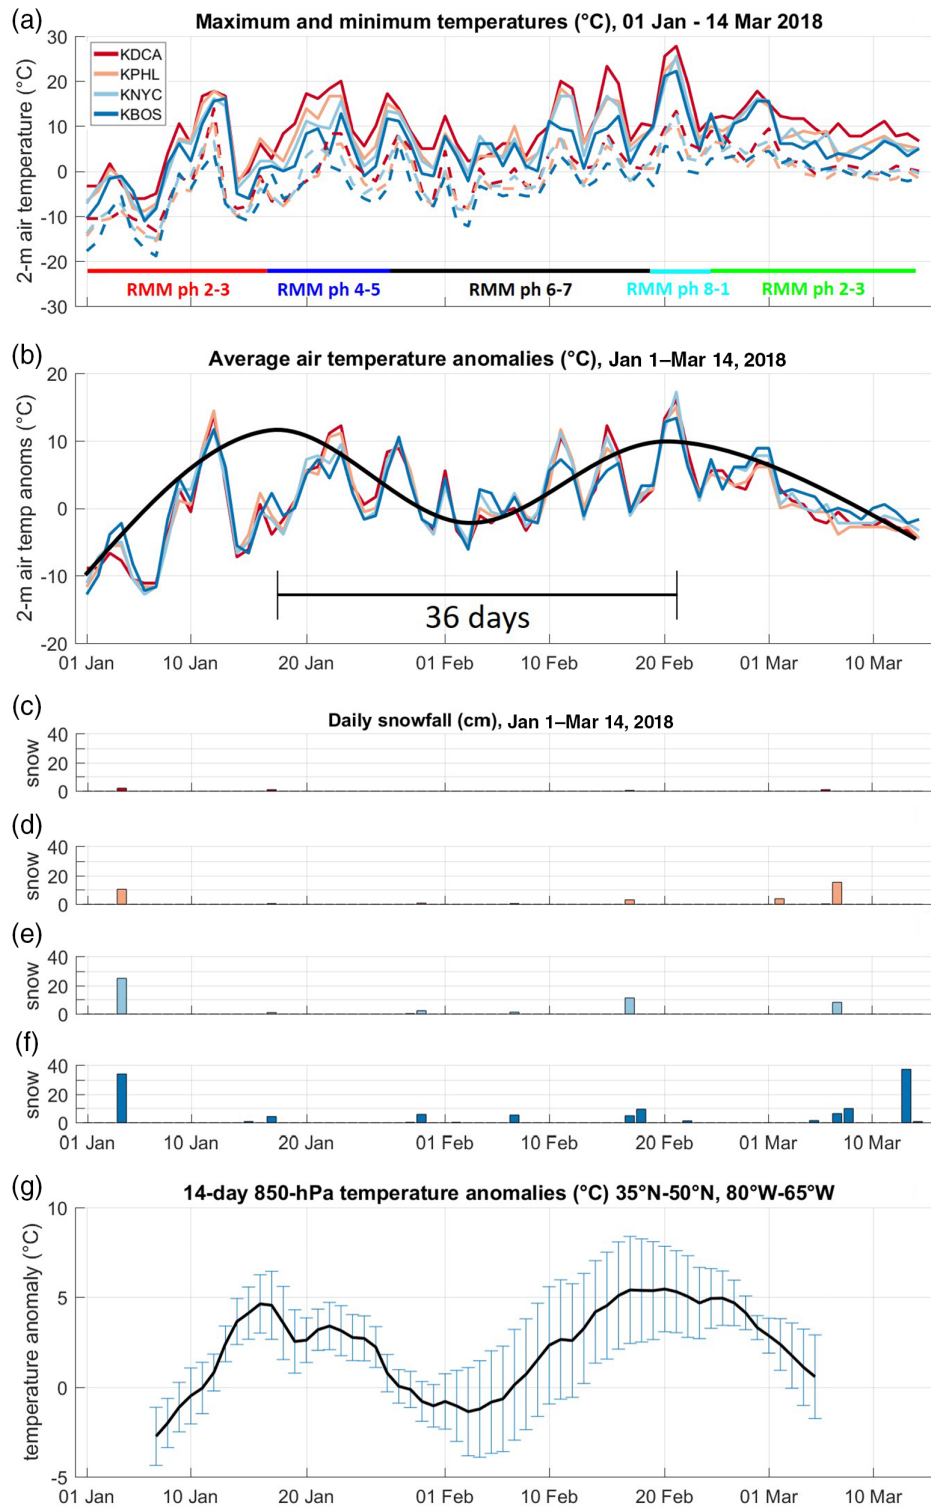 (a)
Maximum and minimum temperatures (°C), 01 Jan - 14 Mar 2018
2-m air temperature (°C)
30
20
10
0
-10
-20
-30
KDCA
KPHL
KNYC
KBOS
RMM ph 2-3
RMM ph 4-5
RMM ph 6-7
RMM ph 8-1
RMM ph 2-3
(b)
Average air temperature anomalies (°C), Jan 1–Mar 14, 2018
2-m air temp anoms (°C)
20
10
0
-10
-20
36 days
01 Jan
10 Jan
20 Jan
01 Feb
10 Feb
20 Feb
01 Mar
10 Mar
(c)
Daily snowfall (cm), Jan 1–Mar 14, 2018
snow
40
20
0
(d)
snow
40
20
0
(e)
snow
40
20
0
(f)
snow
40
20
0
01 Jan
10 Jan
20 Jan
01 Feb
10 Feb
20 Feb
01 Mar
10 Mar
(g)
14-day 850-hPa temperature anomalies (°C) 35°N-50°N, 80°W-65°W
temperature anomaly (°C)
10
5
0
-5
01 Jan
10 Jan
20 Jan
01 Feb
10 Feb
20 Feb
01 Mar
10 Mar